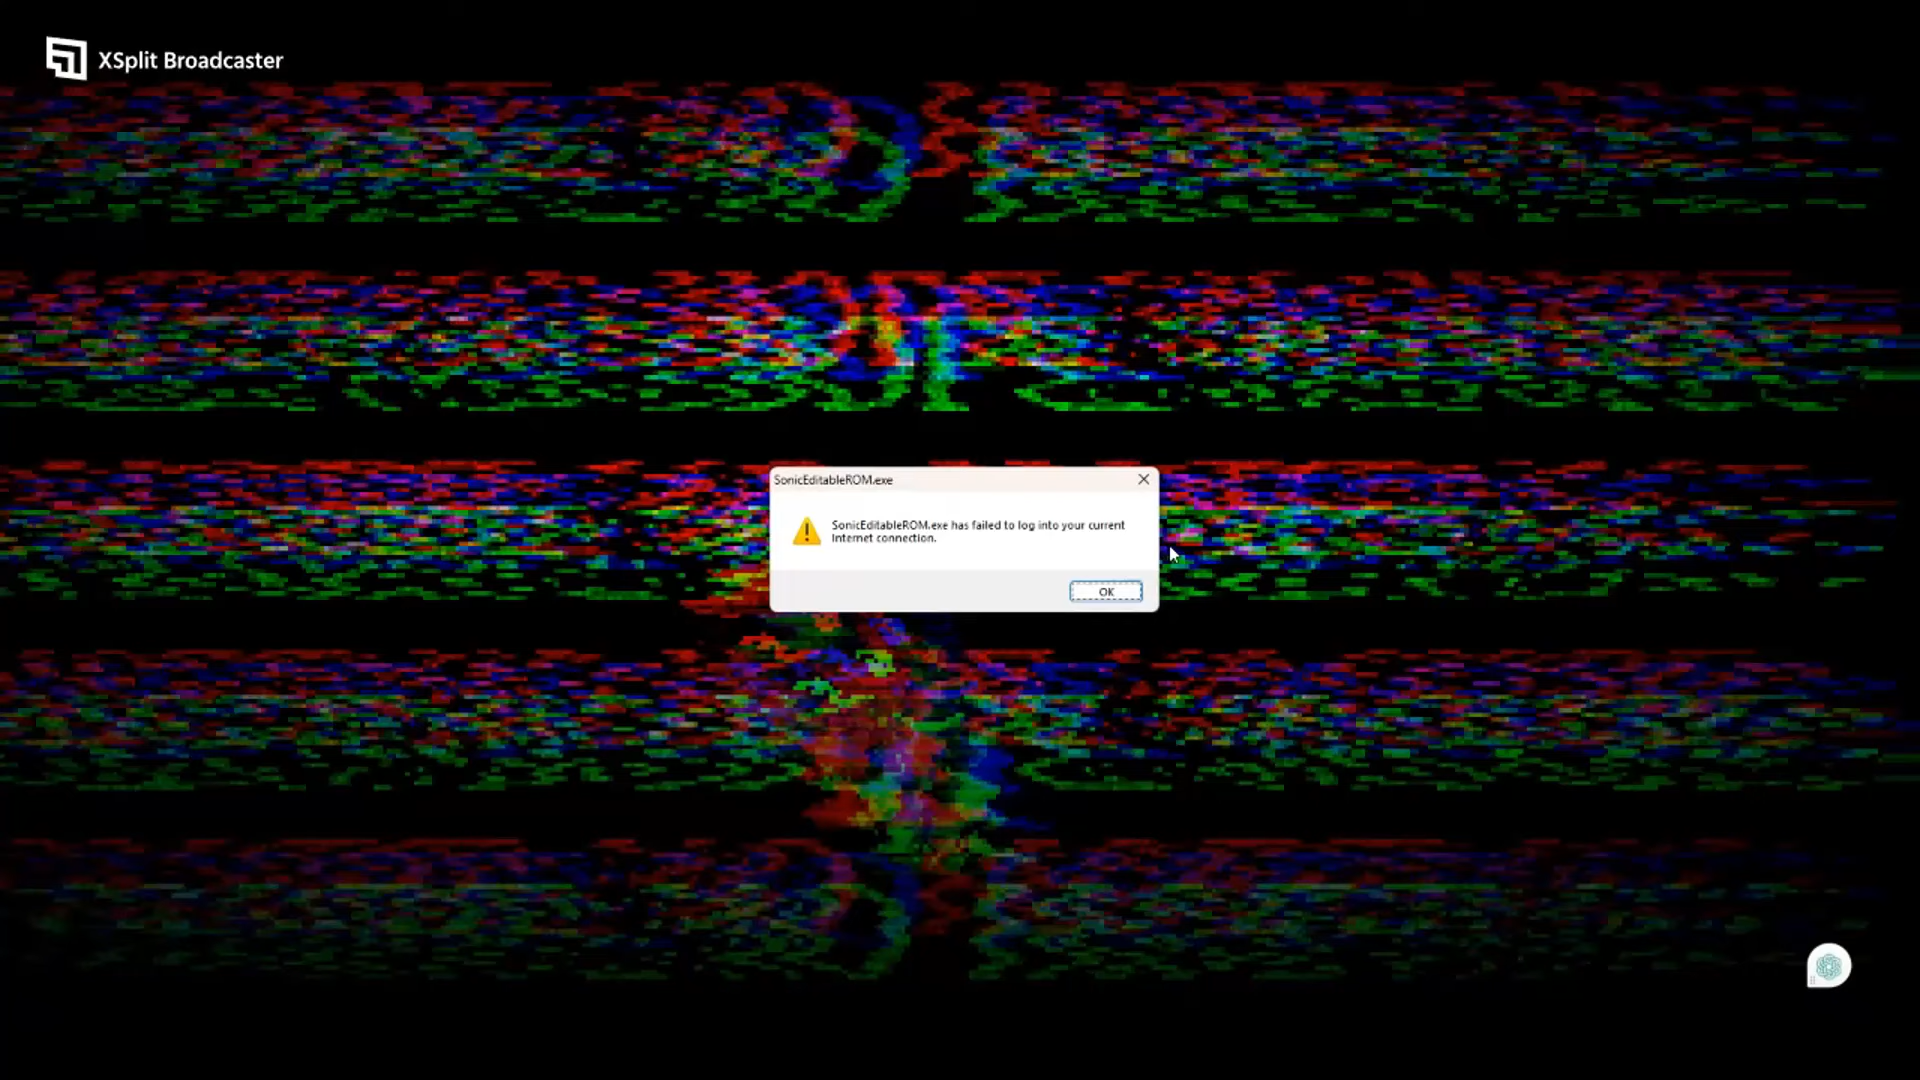 XSplit Broadcaster
SonicEditableROM.exe
SonicEditableROM.exe has failed to log into your current
Internet connection.
OK